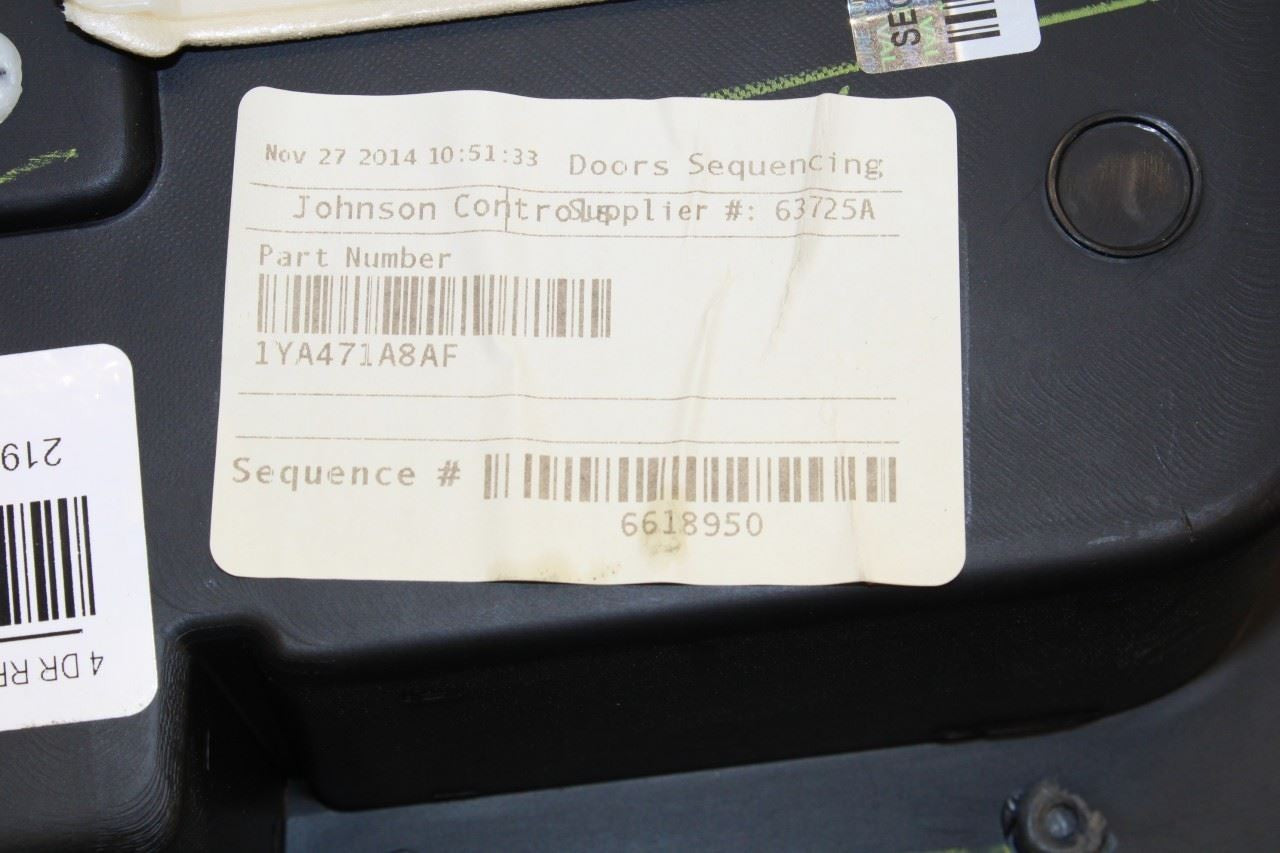 SEC
Nov 27 2014 10:51:33 Doors Sequencing
Johnson Controls Supplier #: 63725A
Part Number
1YA471A8AF
Sequence #
6618950
219
4 DR